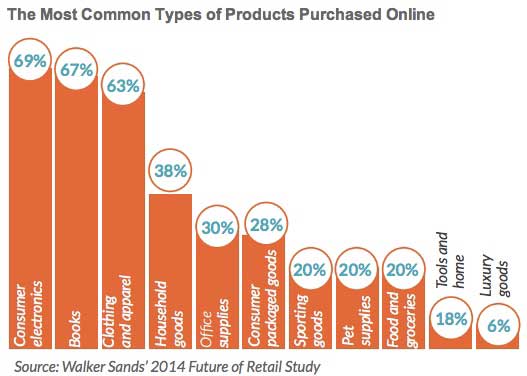 The Most Common Types of Products Purchased Online
69%
67%
63%
38%
30%
28%
20%
20%
20%
18%
6%
Consumer
electronics
Books
Clothing
and apparel
Household
goods
Office
supplies
Consumer
packaged goods
Sporting
goods
Pet
supplies
Food and
groceries
Tools and
home
Luxury
goods
Source: Walker Sands' 2014 Future of Retail Study